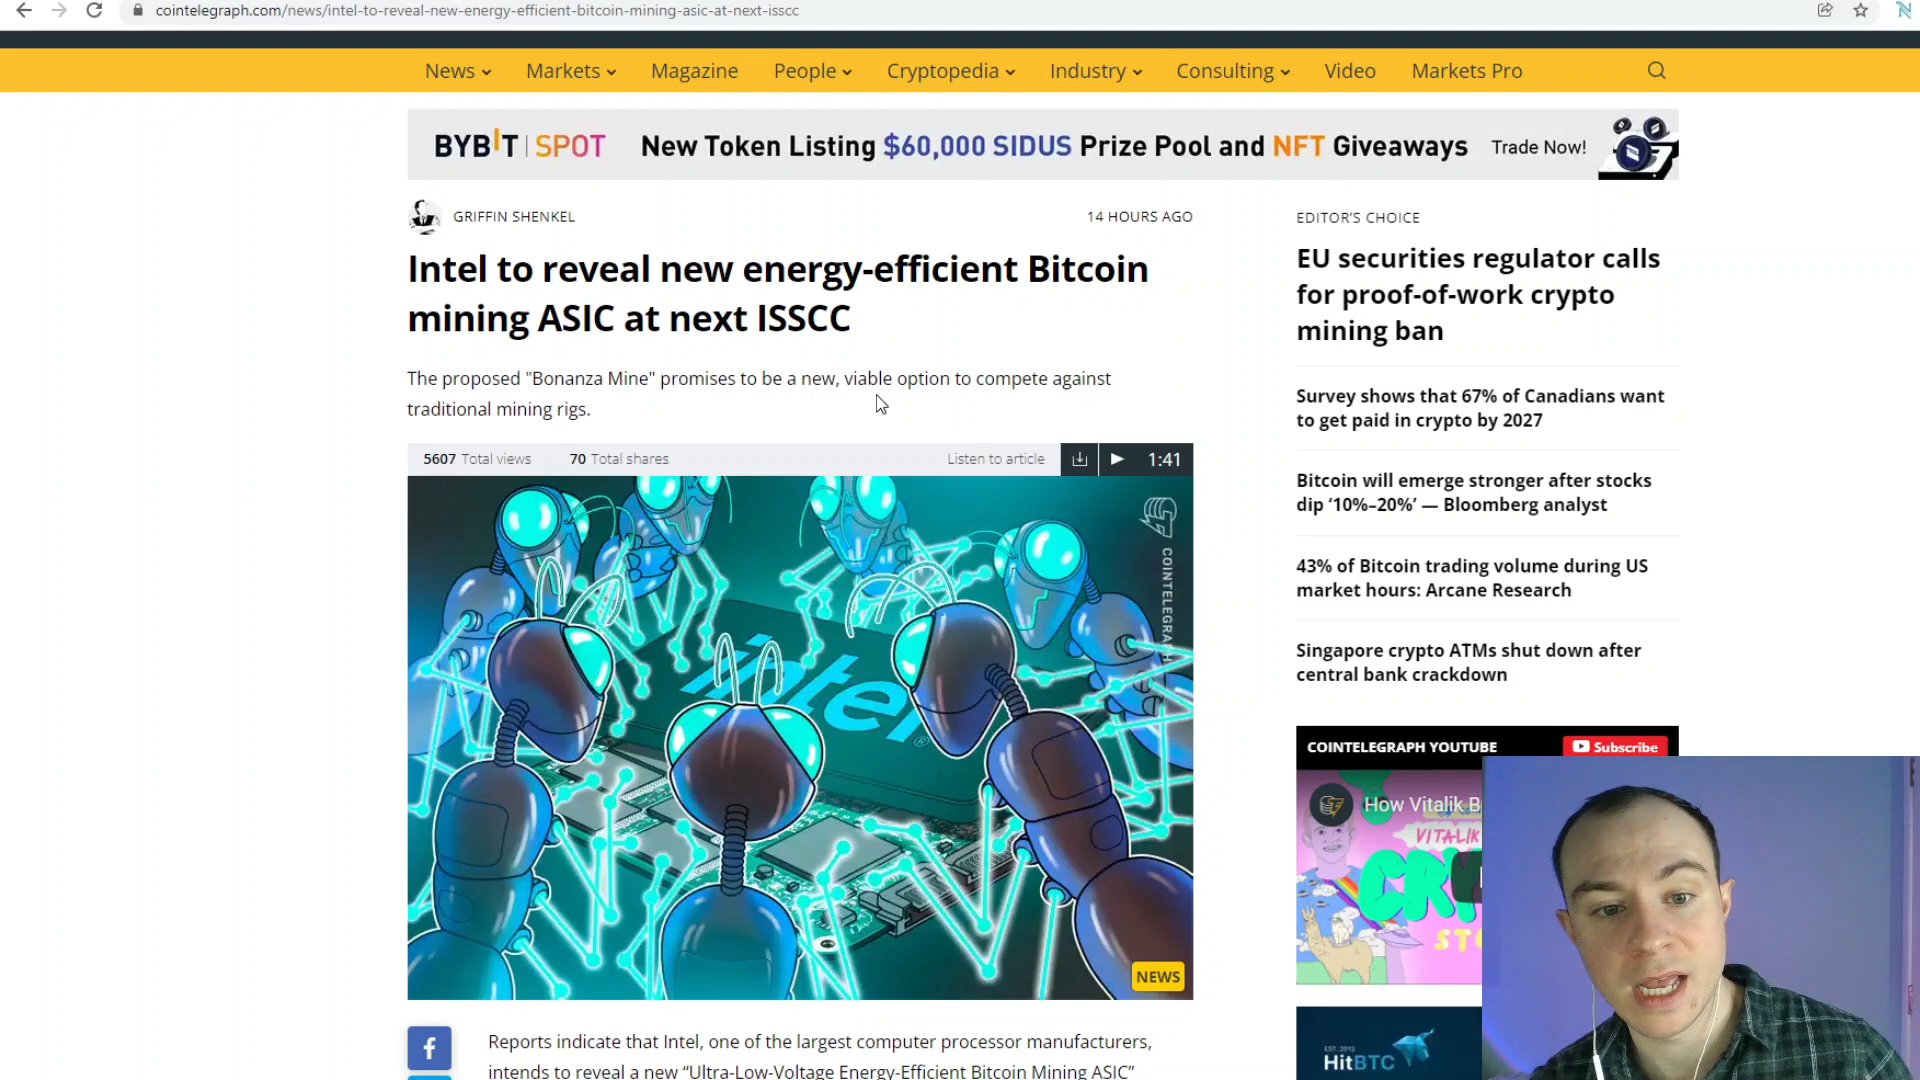 cointelegraph.com/news/intel-to-reveal-new-energy-efficient-bitcoin-mining-asic-at-next-isscc
News Markets Magazine People Cryptopedia Industry Consulting Video Markets Pro
BYBIT | SPOT New Token Listing $60,000 SIDUS Prize Pool and NFT Giveaways Trade Now!
GRIFFIN SHENKEL 14 HOURS AGO
Intel to reveal new energy-efficient Bitcoin
mining ASIC at next ISSCC
The proposed "Bonanza Mine" promises to be a new, viable option to compete against
traditional mining rigs.
5607 Total views 70 Total shares Listen to article 1:41
COINTELEGRAPH
intel
NEWS
Reports indicate that Intel, one of the largest computer processor manufacturers,
intends to reveal a new “Ultra-Low-Voltage Energy-Efficient Bitcoin Mining ASIC”
EDITOR’S CHOICE
EU securities regulator calls
for proof-of-work crypto
mining ban
Survey shows that 67% of Canadians want
to get paid in crypto by 2027
Bitcoin will emerge stronger after stocks
dip ‘10%–20%’ — Bloomberg analyst
43% of Bitcoin trading volume during US
market hours: Arcane Research
Singapore crypto ATMs shut down after
central bank crackdown
COINTELEGRAPH YOUTUBE Subscribe
How Vitalik B
VITALIK
CR
ST
EST. 2013
HitBTC